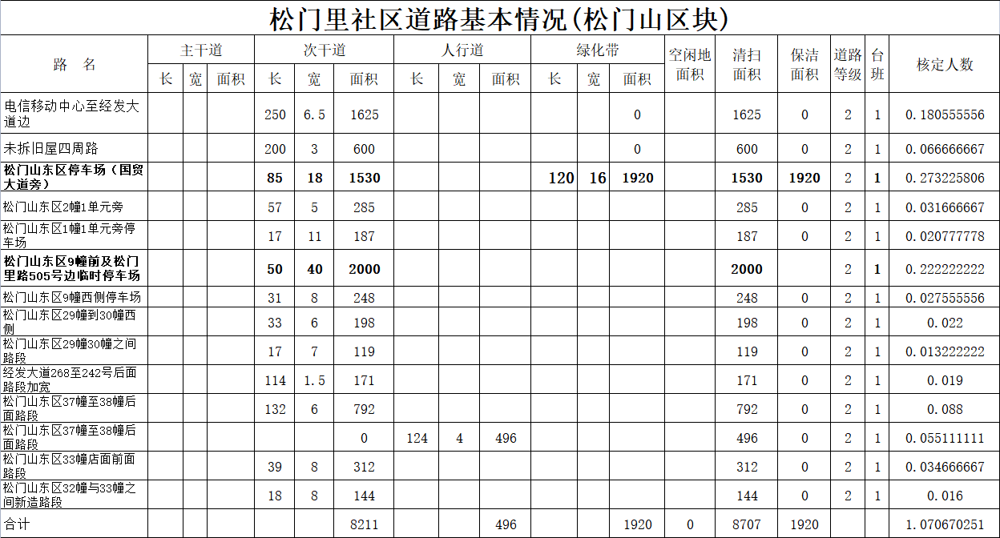 松门里社区道路基本情况(松门山区块)
路 名 主干道 次干道 人行道 绿化带 空闲地面积 清扫面积 保洁面积 道路等级 台班 核定人数
长 宽 面积 长 宽 面积 长 宽 面积 长 宽 面积
电信移动中心至经发大道边 250 6.5 1625 0 1625 0 2 1 0.180555556
未拆旧屋四周路 200 3 600 0 600 0 2 1 0.066666667
松门山东区停车场（国贸大道旁） 85 18 1530 120 16 1920 1530 1920 2 1 0.273225806
松门山东区2幢1单元旁 57 5 285 285 0 2 1 0.031666667
松门山东区1幢1单元旁停车场 17 11 187 187 0 2 1 0.020777778
松门山东区9幢前及松门里路505号边临时停车场 50 40 2000 2000 2 1 0.222222222
松门山东区9幢西侧停车场 31 8 248 248 0 2 1 0.027555556
松门山东区29幢到30幢西侧 33 6 198 198 0 2 1 0.022
松门山东区29幢30幢之间路段 17 7 119 119 0 2 1 0.013222222
经发大道268至242号后面路段加宽 114 1.5 171 171 0 2 1 0.019
松门山东区37幢至38幢后面路段 132 6 792 792 0 2 1 0.088
松门山东区37幢至38幢后面路段 0 124 4 496 496 0 2 1 0.055111111
松门山东区33幢店面前面路段 39 8 312 312 0 2 1 0.034666667
松门山东区32幢与33幢之间新造路段 18 8 144 144 0 2 1 0.016
合计 8211 496 1920 0 8707 1920 1.070670251